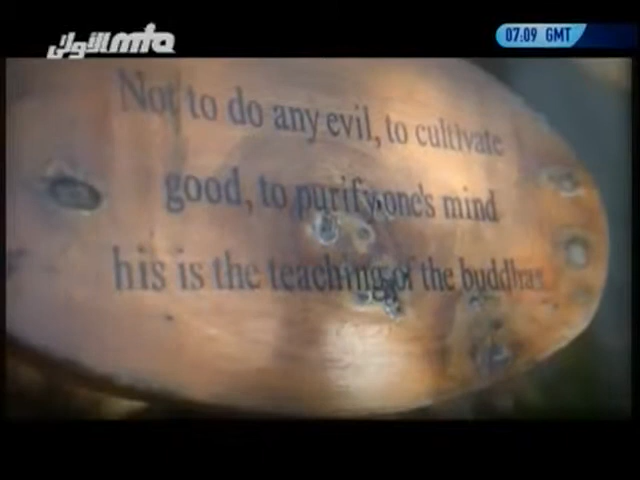 mta الأولى
07:09 GMT
Not to do any evil, to cultivate
good, to purify one's mind
his is the teaching of the buddhas